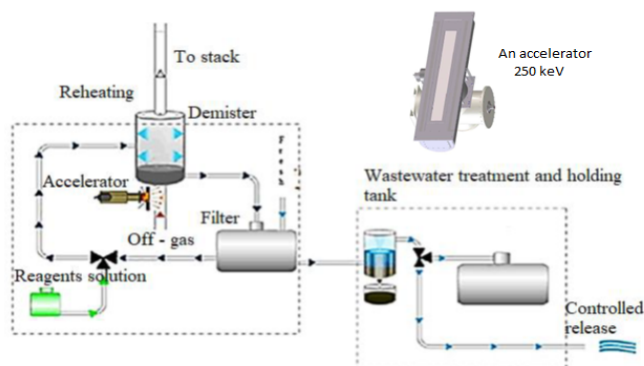 To stack
Reheating
Demister
An accelerator
250 keV
Accelerator
Filter
Off - gas
Reagents solution
Wastewater treatment and holding
tank
Controlled
release